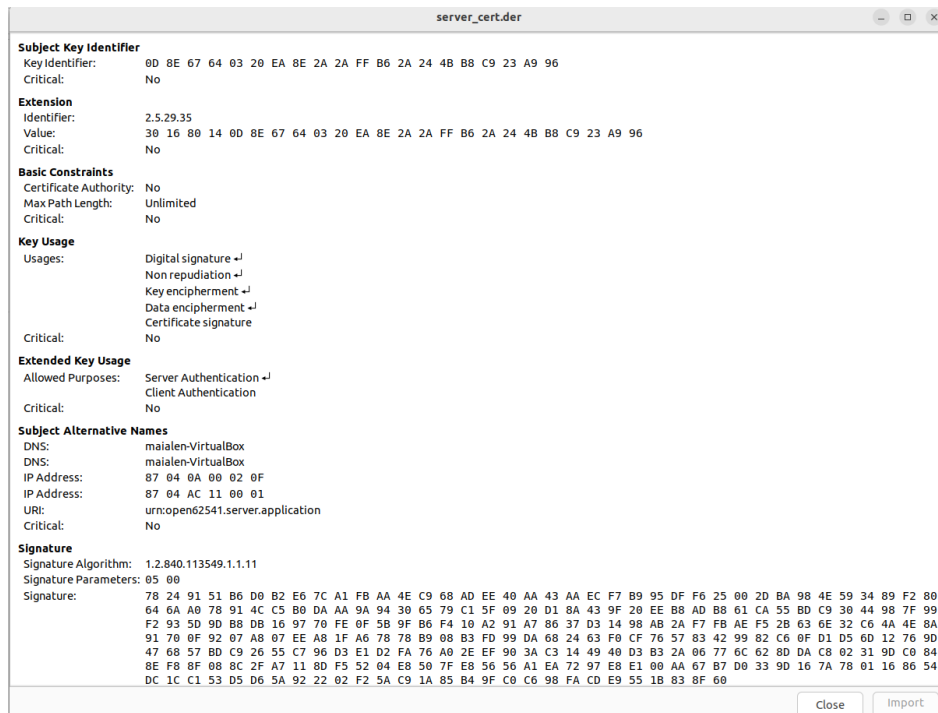 server_cert.der
Subject Key Identifier
Key Identifier: 0D 8E 67 64 03 20 EA 8E 2A 2A FF B6 2A 24 4B B8 C9 23 A9 96
Critical: No
Extension
Identifier: 2.5.29.35
Value: 30 16 80 14 0D 8E 67 64 03 20 EA 8E 2A 2A FF B6 2A 24 4B B8 C9 23 A9 96
Critical: No
Basic Constraints
Certificate Authority: No
Max Path Length: Unlimited
Critical: No
Key Usage
Usages: Digital signature ↵
Non repudiation ↵
Key encipherment ↵
Data encipherment ↵
Certificate signature
Critical: No
Extended Key Usage
Allowed Purposes: Server Authentication ↵
Client Authentication
Critical: No
Subject Alternative Names
DNS: maialen-VirtualBox
DNS: maialen-VirtualBox
IP Address: 87 04 0A 00 02 0F
IP Address: 87 04 AC 11 00 01
URI: urn:open62541.server.application
Critical: No
Signature
Signature Algorithm: 1.2.840.113549.1.1.11
Signature Parameters: 05 00
Signature: 78 24 91 51 B6 D0 B2 E6 7C A1 FB AA 4E C9 68 AD EE 40 AA 43 AA EC F7 B9 95 DF F6 25 00 2D BA 98 4E 59 34 89 F2 80
64 6A A0 78 91 4C C5 B0 DA AA 9A 94 30 65 79 C1 5F 09 20 D1 8A 43 9F 20 EE B8 AD B8 61 CA 55 BD C9 30 44 98 7F 99
F2 93 5D 9D B8 DB 16 97 70 FE 0F 5B 9F B6 F4 10 A2 91 A7 86 37 D3 14 98 AB 2A F7 FB AE F5 2B 63 6E 32 C6 4A 4E 8A
91 70 0F 92 07 A8 07 EE A8 1F A6 78 78 B9 08 B3 FD 99 DA 68 24 63 F0 CF 76 57 83 42 99 82 C6 0F D1 D5 6D 12 76 9D
47 68 57 BD C9 26 55 C7 96 D3 E1 D2 FA 76 A0 2E EF 90 3A C3 14 49 40 D3 B3 2A 06 77 6C 62 8D DA C8 02 31 9D C0 84
8E F8 8F 08 8C 2F A7 11 8D F5 52 04 E8 50 7F E8 56 56 A1 EA 72 97 E8 E1 00 AA 67 B7 D0 33 9D 16 7A 78 01 16 86 54
DC 1C C1 53 D5 D6 5A 92 22 02 F2 5A C9 1A 85 B4 9F C0 C6 98 FA CD E9 55 1B 83 8F 60
Close Import